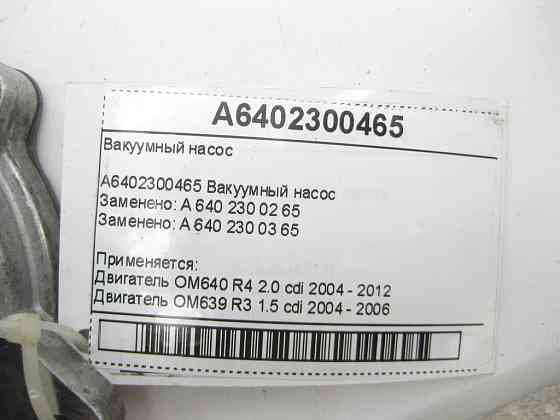 A6402300465
Вакуумный насос
A6402300465 Вакуумный насос
Заменено: A 640 230 02 65
Заменено: A 640 230 03 65
Применяется:
Двигатель OM640 R4 2.0 cdi 2004 - 2012
Двигатель OM639 R3 1.5 cdi 2004 - 2006